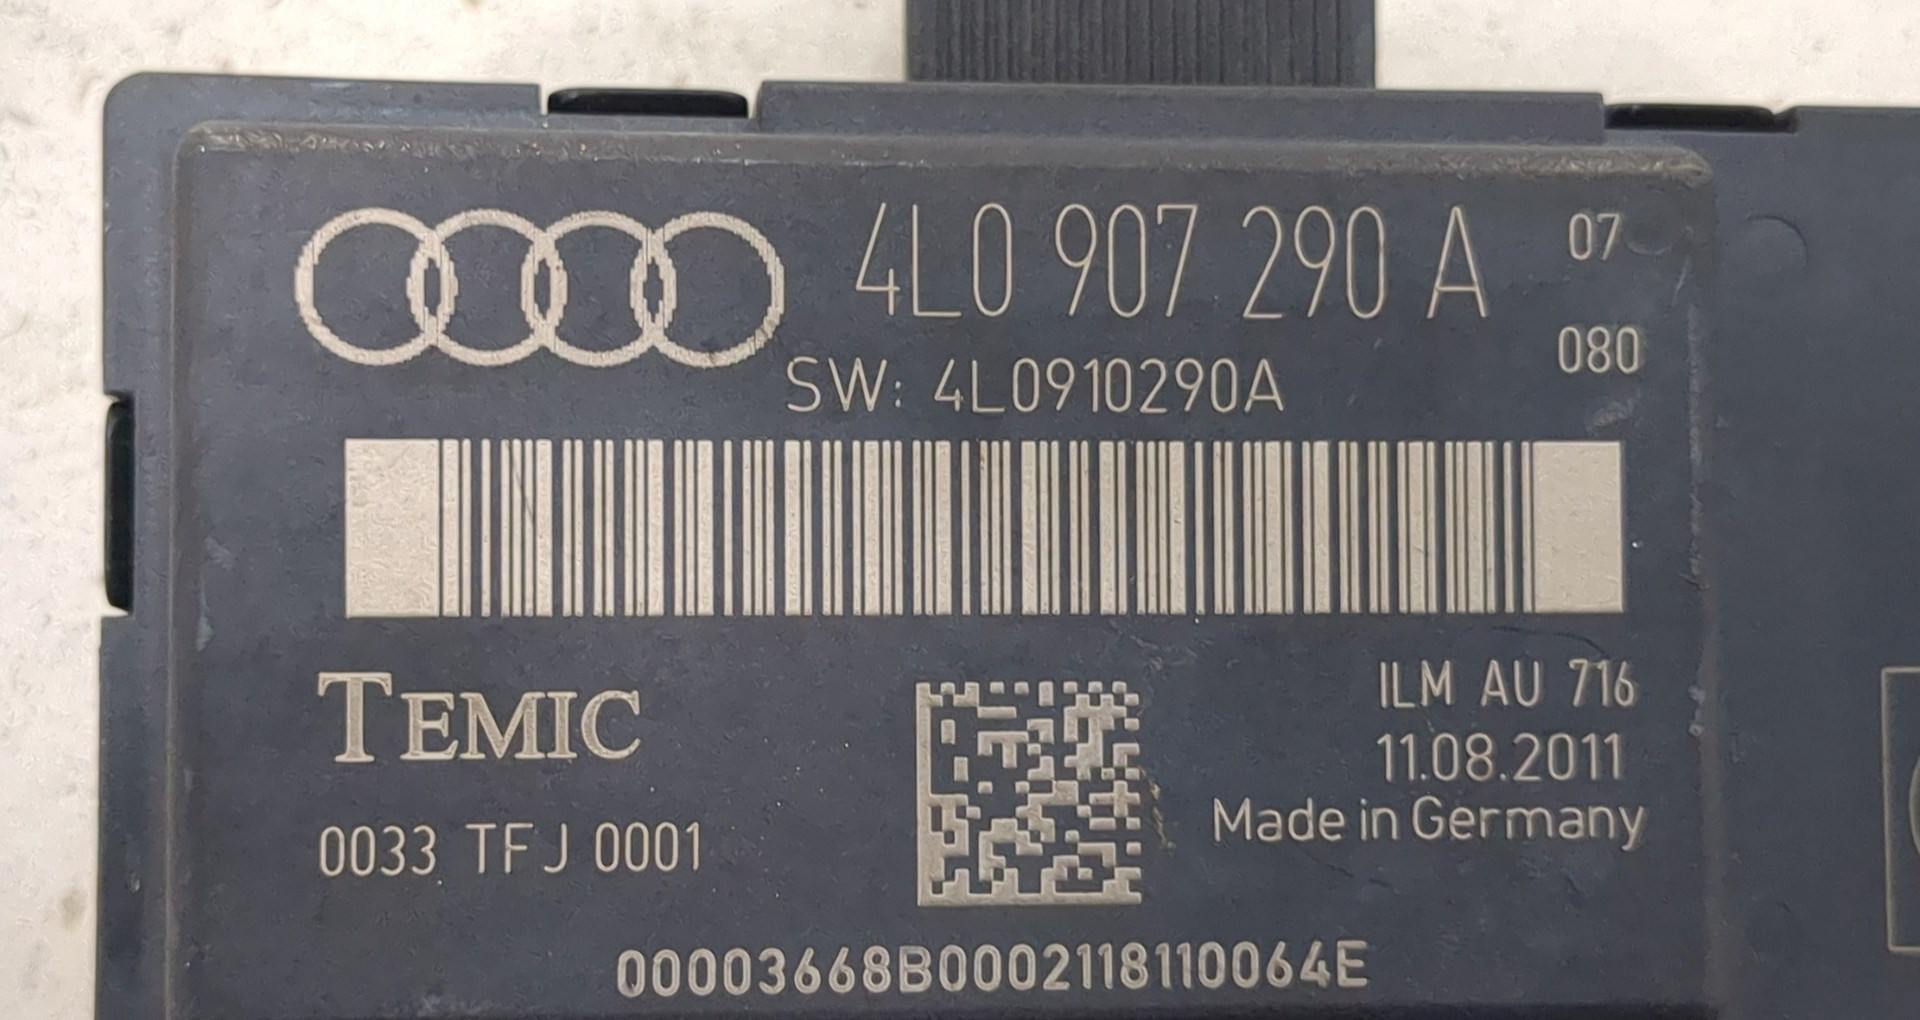 4L0 907 290 A 07
080
SW: 4L0910290A
TEMIC
ILM AU 716
11.08.2011
Made in Germany
0033 TFJ 0001
00003668B0002118110064E